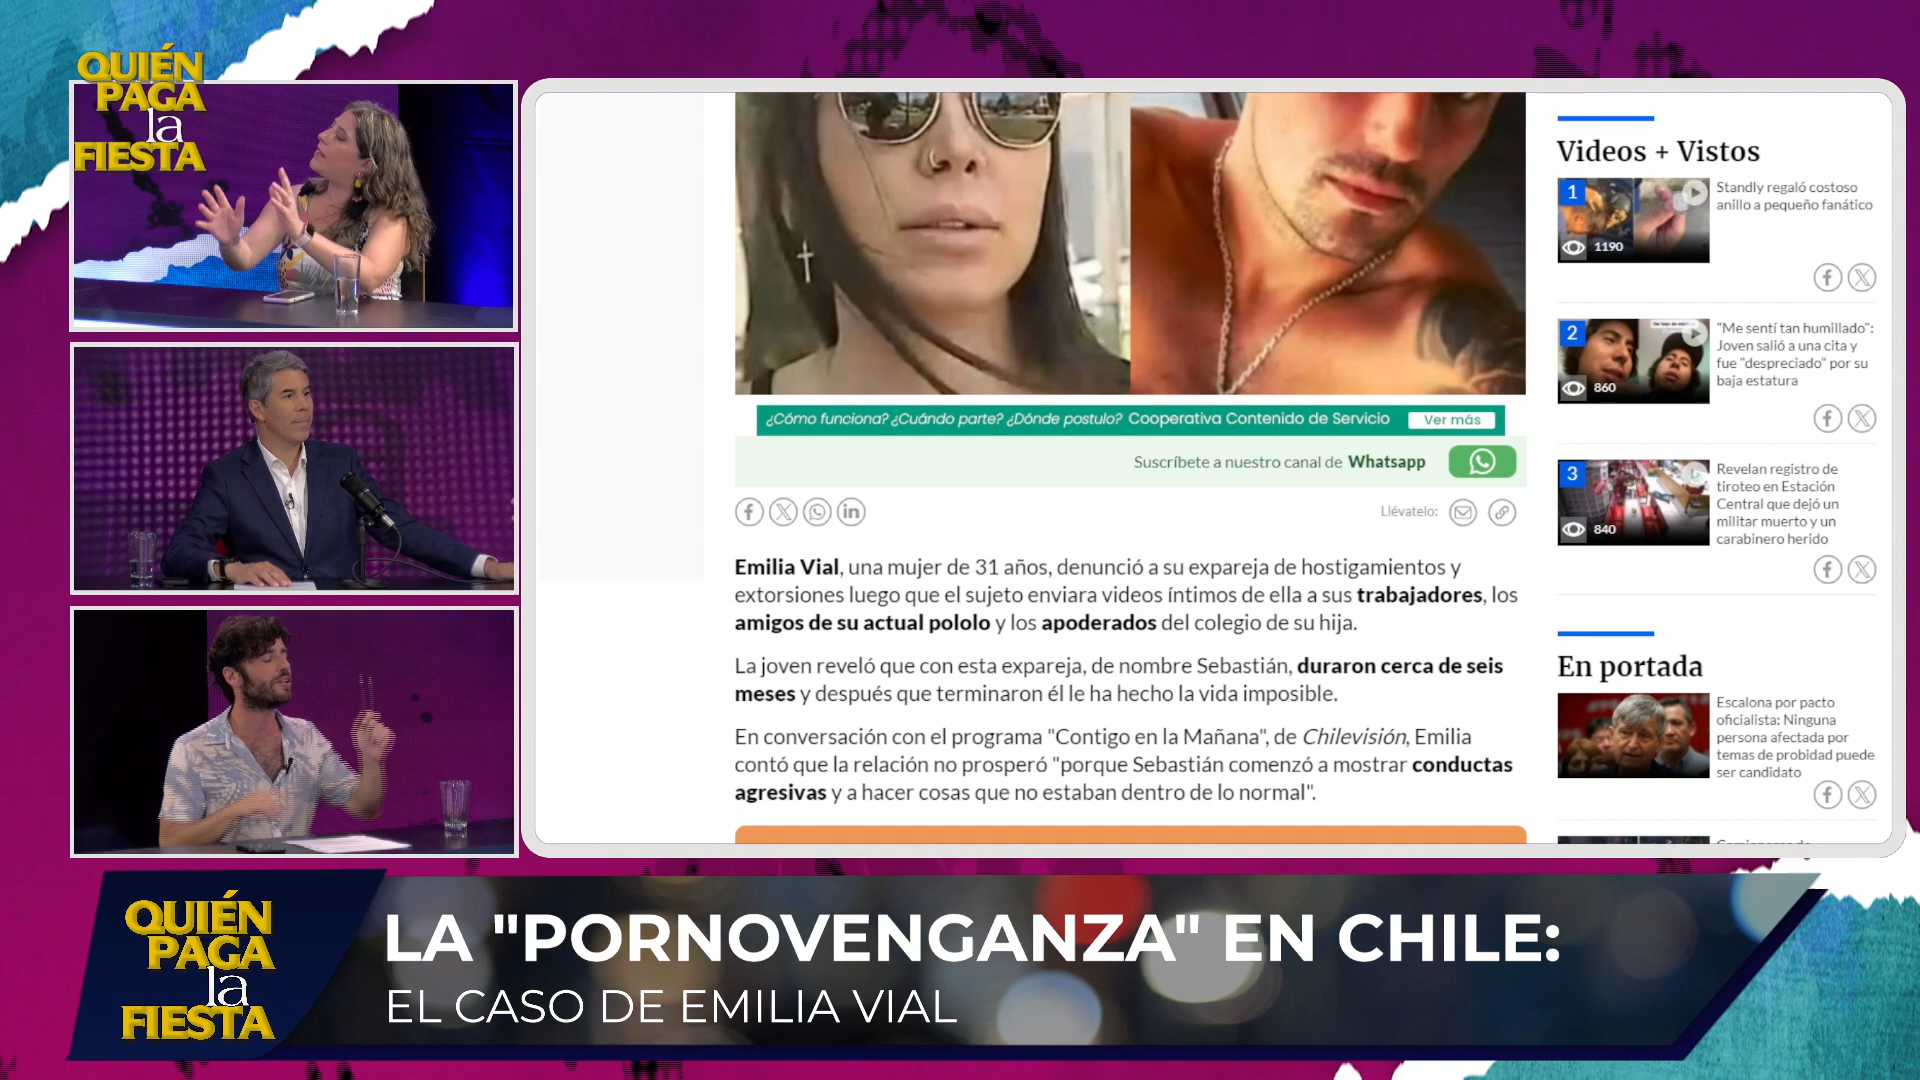 QUIÉN
PAGA
la
FIESTA
¿Cómo funciona? ¿Cuándo parte? ¿Dónde postulo? Cooperativa Contenido de Servicio Ver más
Suscríbete a nuestro canal de Whatsapp
Llévatelo:
Emilia Vial, una mujer de 31 años, denunció a su expareja de hostigamientos y
extorsiones luego que el sujeto enviara videos íntimos de ella a sus trabajadores, los
amigos de su actual pololo y los apoderados del colegio de su hija.
La joven reveló que con esta expareja, de nombre Sebastián, duraron cerca de seis
meses y después que terminaron él le ha hecho la vida imposible.
En conversación con el programa "Contigo en la Mañana", de Chilevisión, Emilia
contó que la relación no prosperó "porque Sebastián comenzó a mostrar conductas
agresivas y a hacer cosas que no estaban dentro de lo normal".
Videos + Vistos
1
1190
Standly regaló costoso
anillo a pequeño fanático
2
860
"Me sentí tan humillado":
Joven salió a una cita y
fue "despreciado" por su
baja estatura
3
840
Revelan registro de
tiroteo en Estación
Central que dejó un
militar muerto y un
carabinero herido
En portada
Escalona por pacto
oficialista: Ninguna
persona afectada por
temas de probidad puede
ser candidato
QUIÉN
PAGA
la
FIESTA
LA "PORNOVENGANZA" EN CHILE:
EL CASO DE EMILIA VIAL